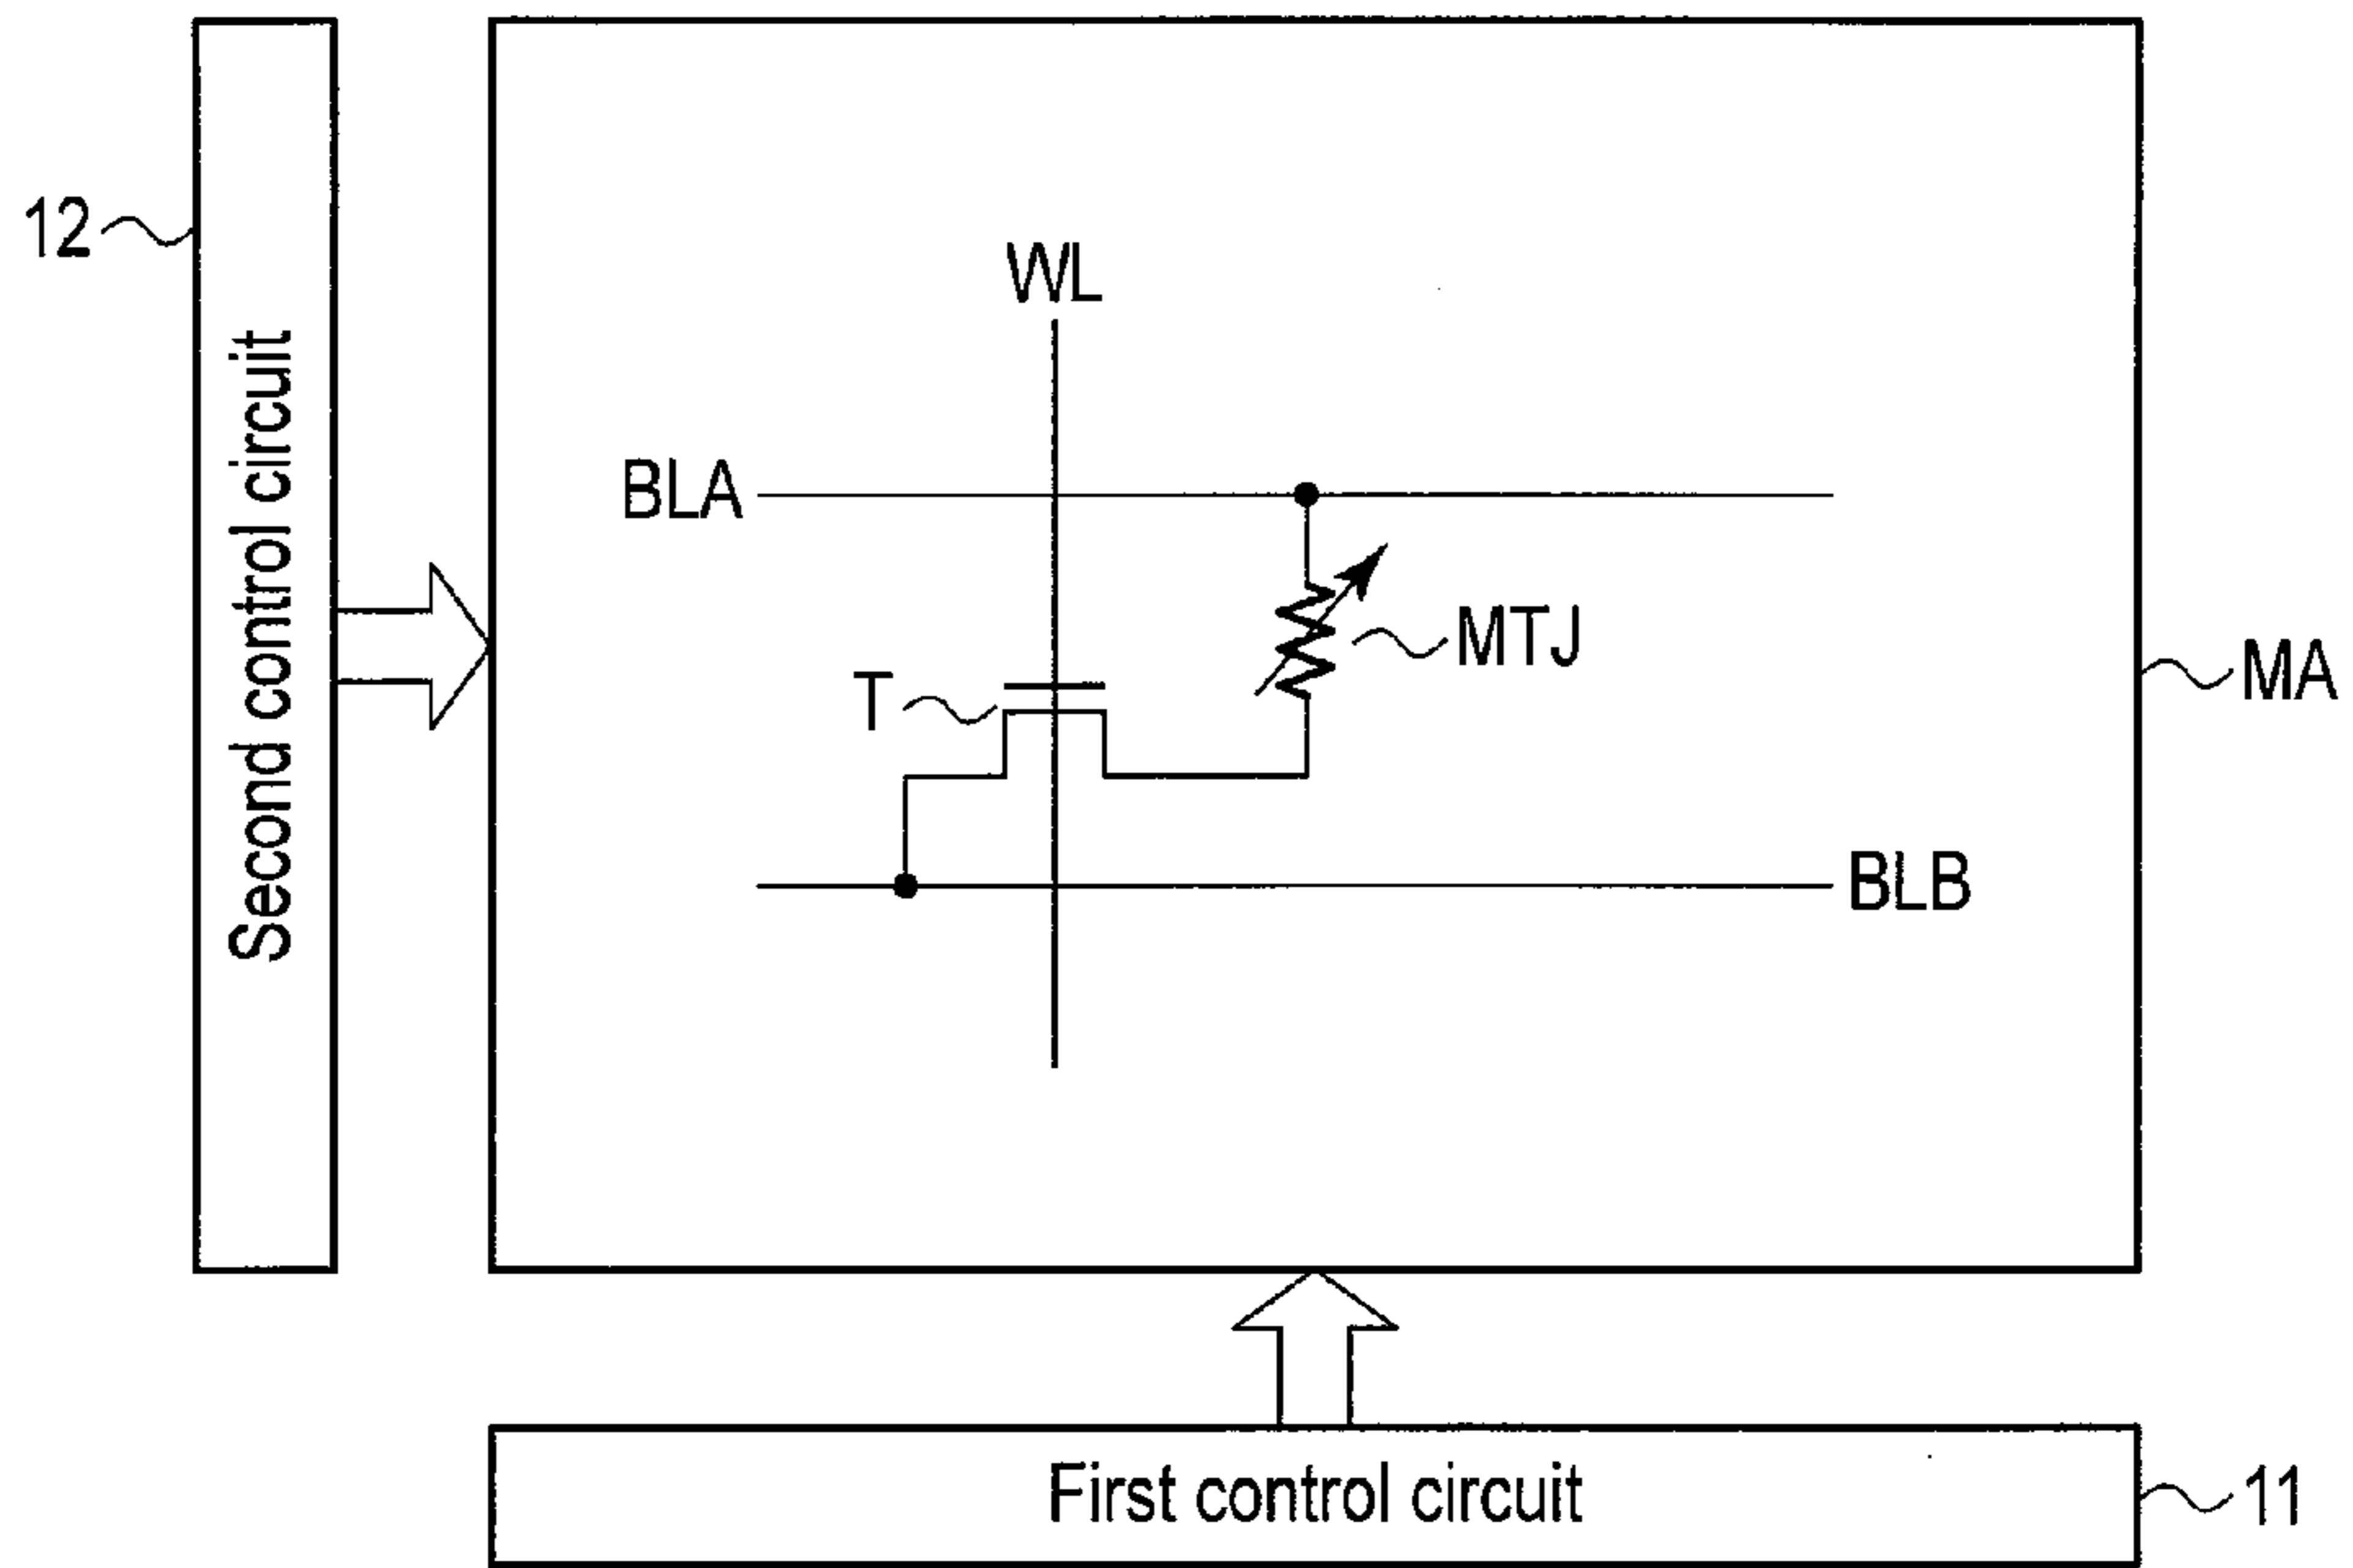 12
Second control circuit
WL
BLA
MTJ
T
MA
BLB
First control circuit
11